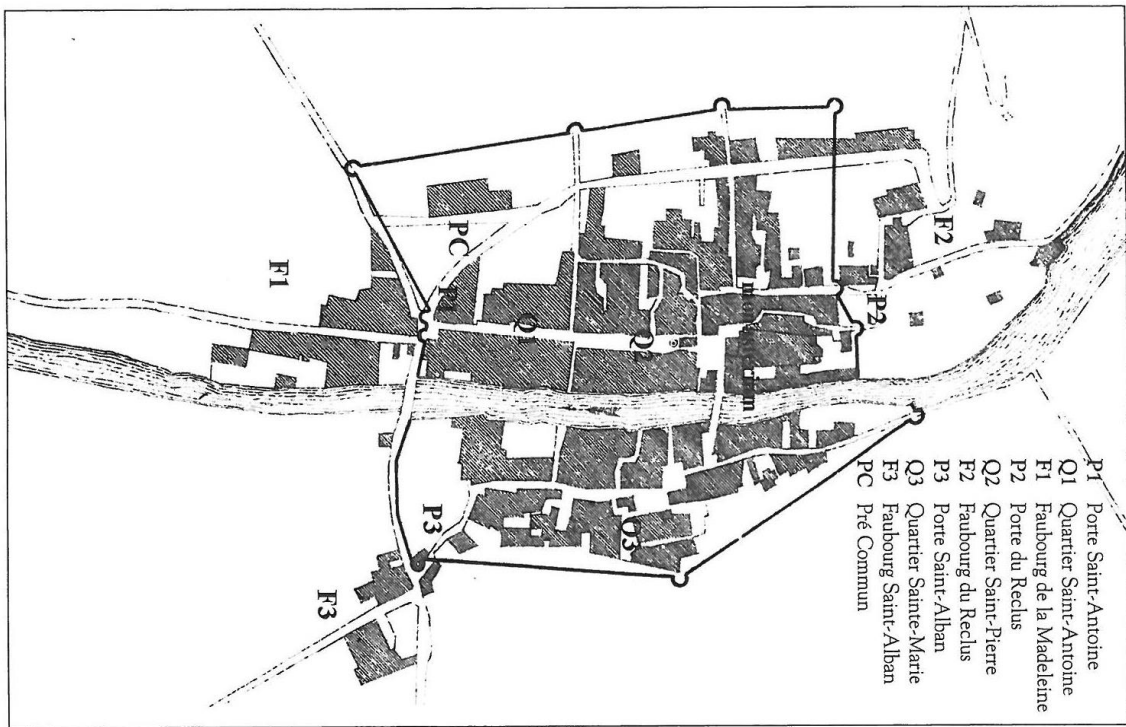 P1 Porte Saint-Antoine
Q1 Quartier Saint-Antoine
F1 Faubourg de la Madeleine
P2 Porte du Reclus
Q2 Quartier Saint-Pierre
F2 Faubourg du Reclus
P3 Porte Saint-Alban
Q3 Quartier Sainte-Marie
F3 Faubourg Saint-Alban
PC Pré Commun
F2
P2
PC
P1
F1
Q1
Q2
Q3
P3
F3